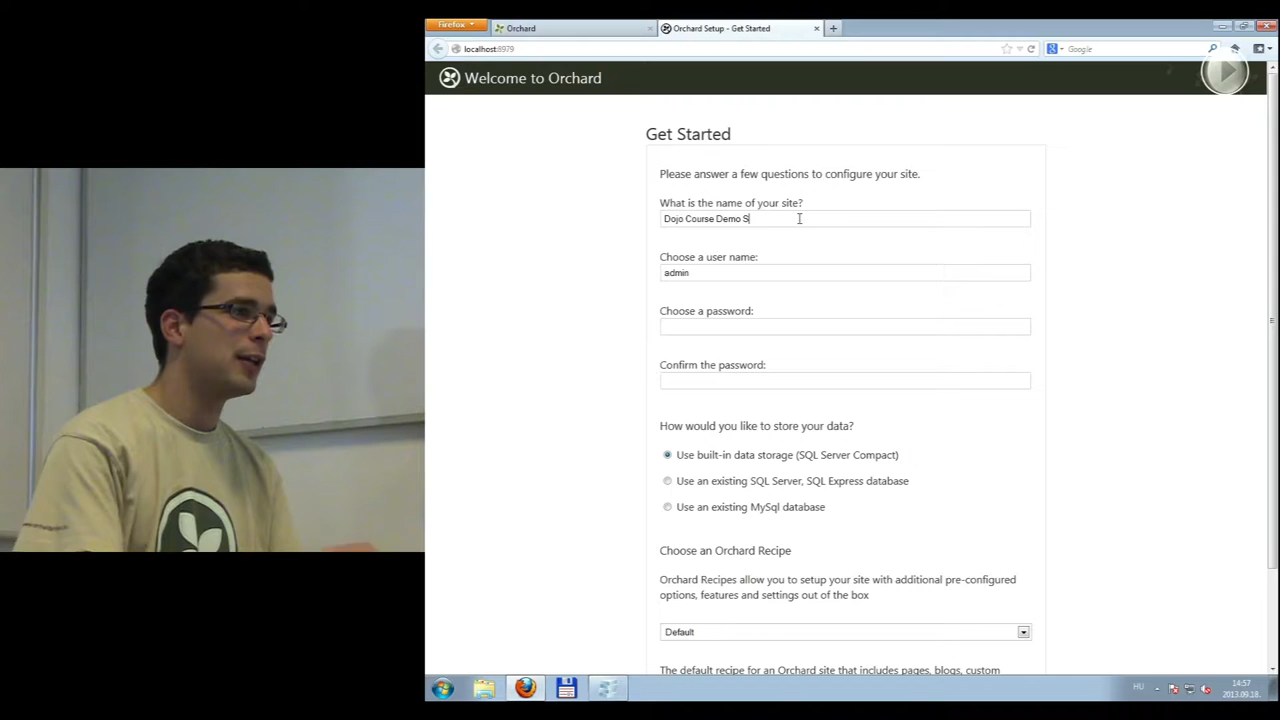 Firefox
Orchard
Orchard Setup - Get Started
localhost:8979
Google
Welcome to Orchard
Get Started
Please answer a few questions to configure your site.
What is the name of your site?
Dojo Course Demo S
Choose a user name:
admin
Choose a password:
Confirm the password:
How would you like to store your data?
Use built-in data storage (SQL Server Compact)
Use an existing SQL Server, SQL Express database
Use an existing MySql database
Choose an Orchard Recipe
Orchard Recipes allow you to setup your site with additional pre-configured
options, features and settings out of the box
Default
The default recipe for an Orchard site that includes pages, blogs, custom
HU
14:57
2013.09.18.